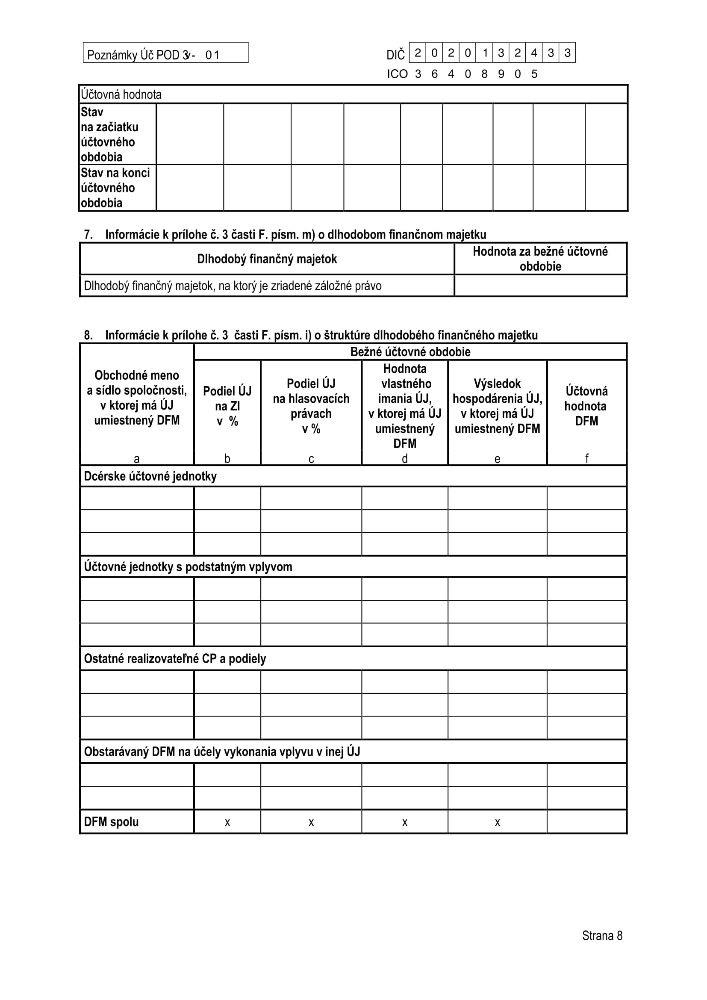 Poznámky Úč POD 3v- 01
DIČ 2 0 2 0 1 3 2 4 3 3
ICO 3 6 4 0 8 9 0 5
Účtovná hodnota
Stav
na začiatku
účtovného
obdobia
Stav na konci
účtovného
obdobia
7. Informácie k prílohe č. 3 časti F. písm. m) o dlhodobom finančnom majetku
Dlhodobý finančný majetok
Hodnota za bežné účtovné
obdobie
Dlhodobý finančný majetok, na ktorý je zriadené záložné právo
8. Informácie k prílohe č. 3 časti F. písm. i) o štruktúre dlhodobého finančného majetku
Obchodné meno
a sídlo spoločnosti,
v ktorej má ÚJ
umiestnený DFM
Bežné účtovné obdobie
Podiel ÚJ
na ZI
v %
Podiel ÚJ
na hlasovacích
právach
v %
Hodnota
vlastného
imania ÚJ,
v ktorej má ÚJ
umiestnený
DFM
Výsledok
hospodárenia ÚJ,
v ktorej má ÚJ
umiestnený DFM
Účtovná
hodnota
DFM
a b c d e f
Dcérske účtovné jednotky
Účtovné jednotky s podstatným vplyvom
Ostatné realizovateľné CP a podiely
Obstarávaný DFM na účely vykonania vplyvu v inej ÚJ
DFM spolu x x x x
Strana 8